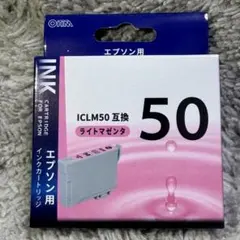 OHM
エプソン用
INK
CARTRIDGE
FOR EPSON
エプソン用
インクカートリッジ
ICLM50 互換
ライトマゼンタ
50